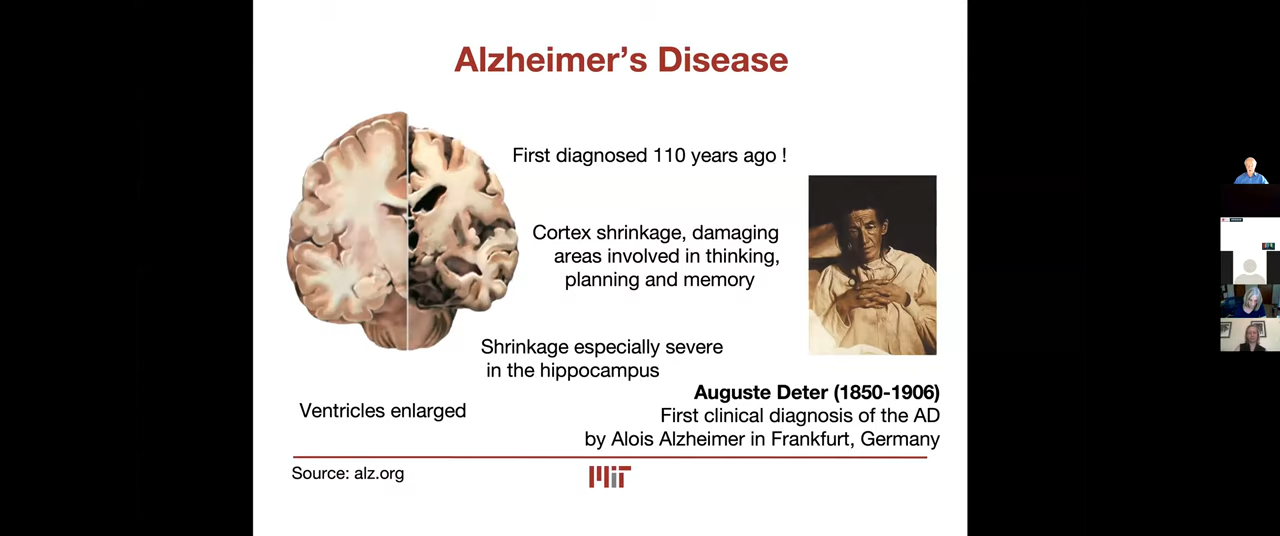 Alzheimer's Disease
First diagnosed 110 years ago !
Cortex shrinkage, damaging
areas involved in thinking,
planning and memory
Shrinkage especially severe
in the hippocampus
Ventricles enlarged
Auguste Deter (1850-1906)
First clinical diagnosis of the AD
by Alois Alzheimer in Frankfurt, Germany
Source: alz.org
MIT